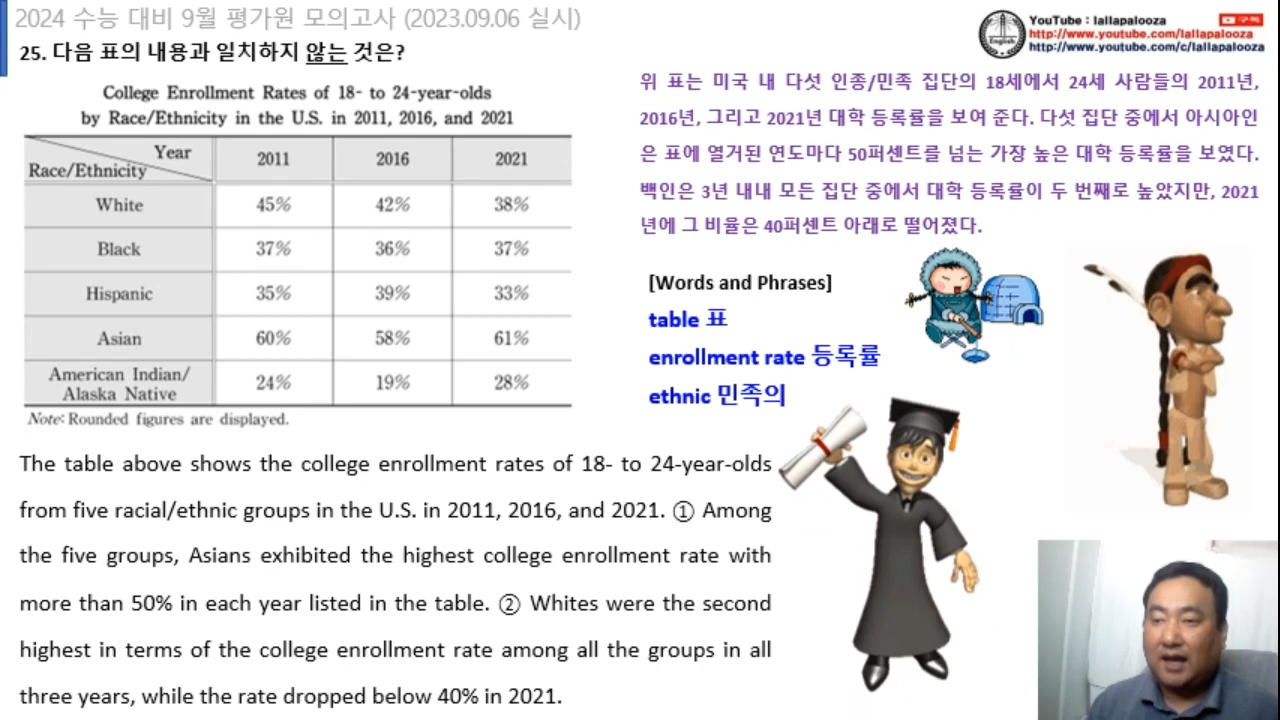 2024 수능 대비 9월 평가원 모의고사 (2023.09.06 실시)
25. 다음 표의 내용과 일치하지 않는 것은?
College Enrollment Rates of 18- to 24-year-olds
by Race/Ethnicity in the U.S. in 2011, 2016, and 2021
Year
Race/Ethnicity
2011 2016 2021
White 45% 42% 38%
Black 37% 36% 37%
Hispanic 35% 39% 33%
Asian 60% 58% 61%
American Indian/
Alaska Native 24% 19% 28%
Note: Rounded figures are displayed.
The table above shows the college enrollment rates of 18- to 24-year-olds
from five racial/ethnic groups in the U.S. in 2011, 2016, and 2021. ① Among
the five groups, Asians exhibited the highest college enrollment rate with
more than 50% in each year listed in the table. ② Whites were the second
highest in terms of the college enrollment rate among all the groups in all
three years, while the rate dropped below 40% in 2021.
English
YouTube : lallapalooza
구독
http://www.youtube.com/lallapalooza
http://www.youtube.com/c/lallapalooza
위 표는 미국 내 다섯 인종/민족 집단의 18세에서 24세 사람들의 2011년,
2016년, 그리고 2021년 대학 등록률을 보여 준다. 다섯 집단 중에서 아시아인
은 표에 열거된 연도마다 50퍼센트를 넘는 가장 높은 대학 등록률을 보였다.
백인은 3년 내내 모든 집단 중에서 대학 등록률이 두 번째로 높았지만, 2021
년에 그 비율은 40퍼센트 아래로 떨어졌다.
[Words and Phrases]
table 표
enrollment rate 등록률
ethnic 민족의